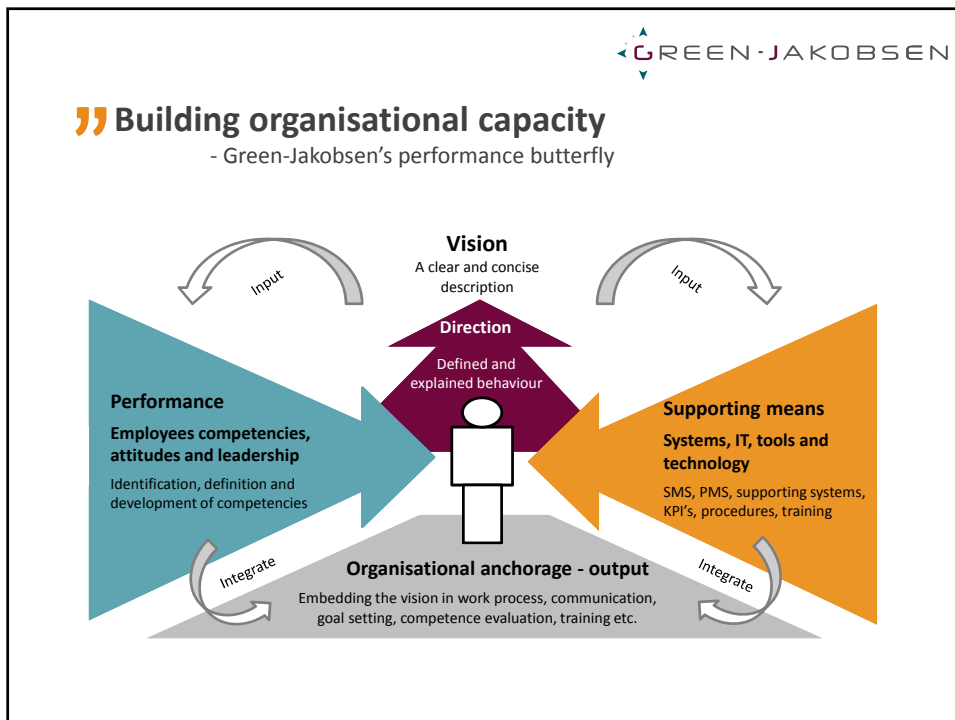 GREEN-JAKOBSEN
” Building organisational capacity
- Green-Jakobsen’s performance butterfly
Input
Vision
A clear and concise
description
Input
Direction
Defined and
explained behaviour
Performance
Employees competencies,
attitudes and leadership
Identification, definition and
development of competencies
Supporting means
Systems, IT, tools and
technology
SMS, PMS, supporting systems,
KPI’s, procedures, training
Integrate
Organisational anchorage - output
Embedding the vision in work process, communication,
goal setting, competence evaluation, training etc.
Integrate